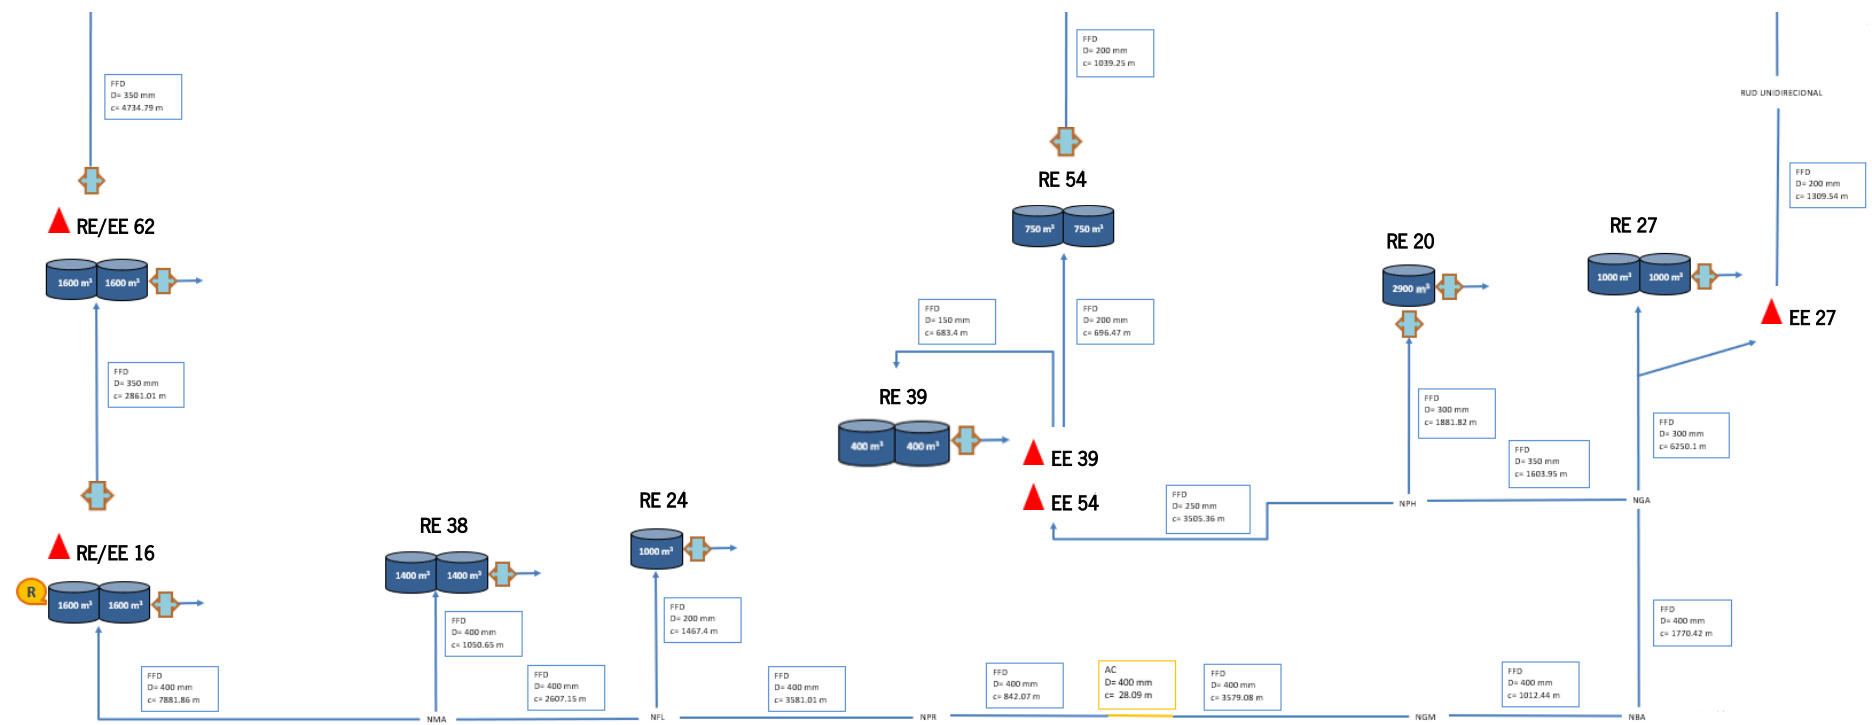 FFD
D= 350 mm
c= 4734.79 m
RE/EE 62
1600 m³ 1600 m³
FFD
D= 350 mm
c= 2861.01 m
RE/EE 16
R
1600 m³ 1600 m³
FFD
D= 400 mm
c= 7881.86 m
NMA
RE 38
1400 m³ 1400 m³
FFD
D= 400 mm
c= 1050.65 m
FFD
D= 400 mm
c= 2607.15 m
NFL
RE 24
1000 m³
FFD
D= 200 mm
c= 1467.4 m
FFD
D= 400 mm
c= 3581.01 m
NPR
FFD
D= 200 mm
c= 1039.25 m
RE 54
750 m³ 750 m³
FFD
D= 150 mm
c= 683.4 m
FFD
D= 200 mm
c= 696.47 m
RE 39
400 m³ 400 m³
EE 39
EE 54
FFD
D= 250 mm
c= 3505.36 m
FFD
D= 400 mm
c= 842.07 m
AC
D= 400 mm
c= 28.09 m
FFD
D= 400 mm
c= 3579.08 m
NGM
RE 20
2900 m³
FFD
D= 300 mm
c= 1881.82 m
NPH
FFD
D= 350 mm
c= 1603.95 m
NGA
RE 27
1000 m³ 1000 m³
FFD
D= 300 mm
c= 6250.1 m
RUD UNIDIRECIONAL
FFD
D= 200 mm
c= 1309.54 m
EE 27
FFD
D= 400 mm
c= 1770.42 m
FFD
D= 400 mm
c= 1012.44 m
NBA